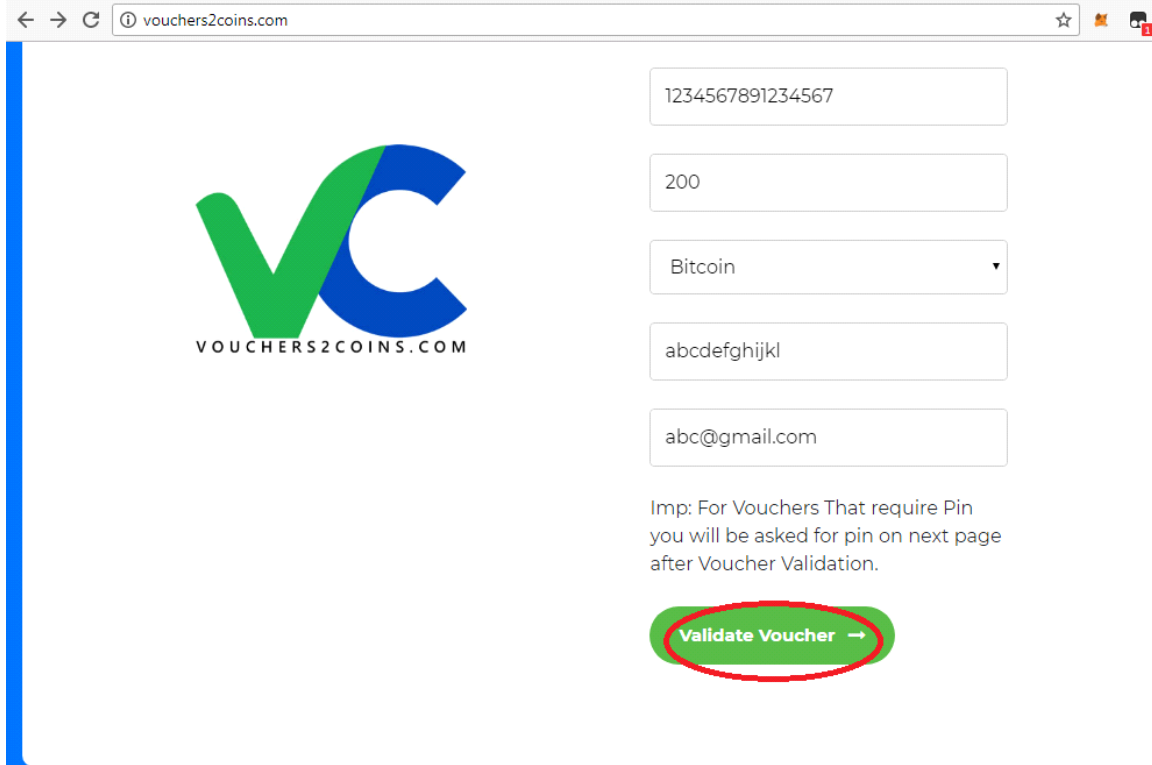 vouchers2coins.com
1234567891234567
200
VOUCHERS2COINS.COM
Bitcoin
abcdefghijkl
abc@gmail.com
Imp: For Vouchers That require Pin
you will be asked for pin on next page
after Voucher Validation.
Validate Voucher →
1